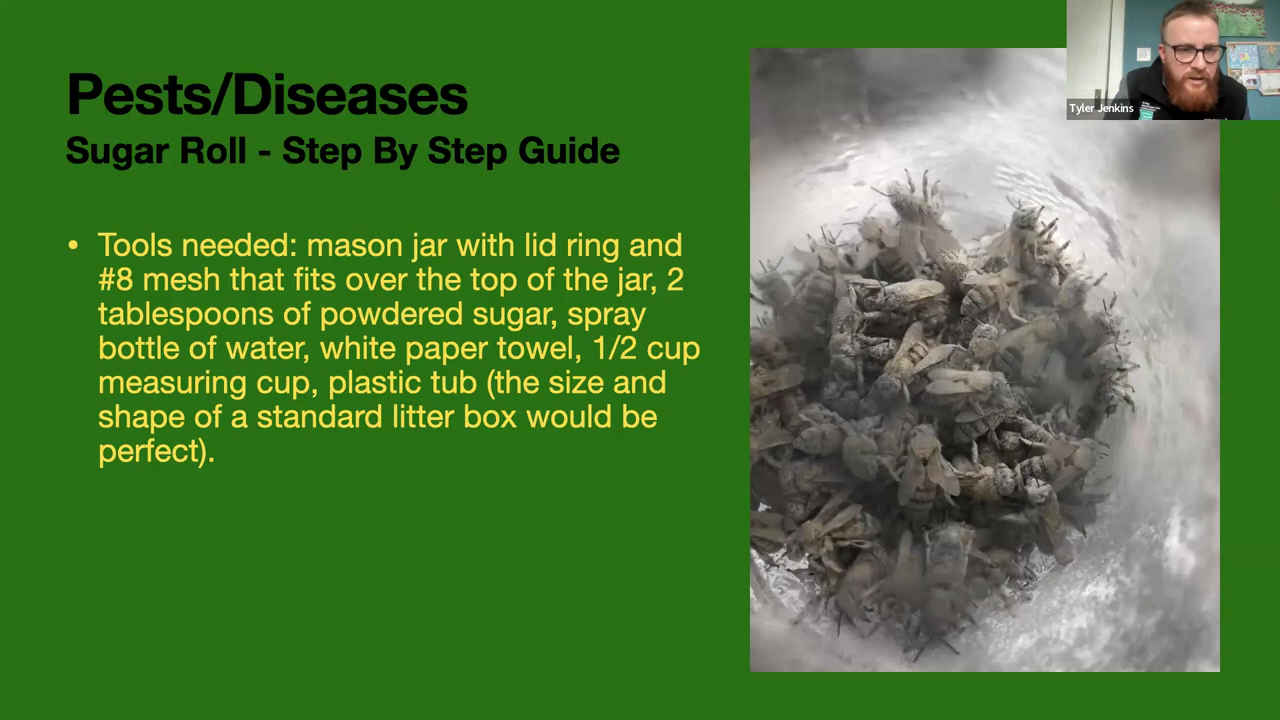 Pests/Diseases
Sugar Roll - Step By Step Guide
• Tools needed: mason jar with lid ring and
#8 mesh that fits over the top of the jar, 2
tablespoons of powdered sugar, spray
bottle of water, white paper towel, 1/2 cup
measuring cup, plastic tub (the size and
shape of a standard litter box would be
perfect).
Tyler Jenkins